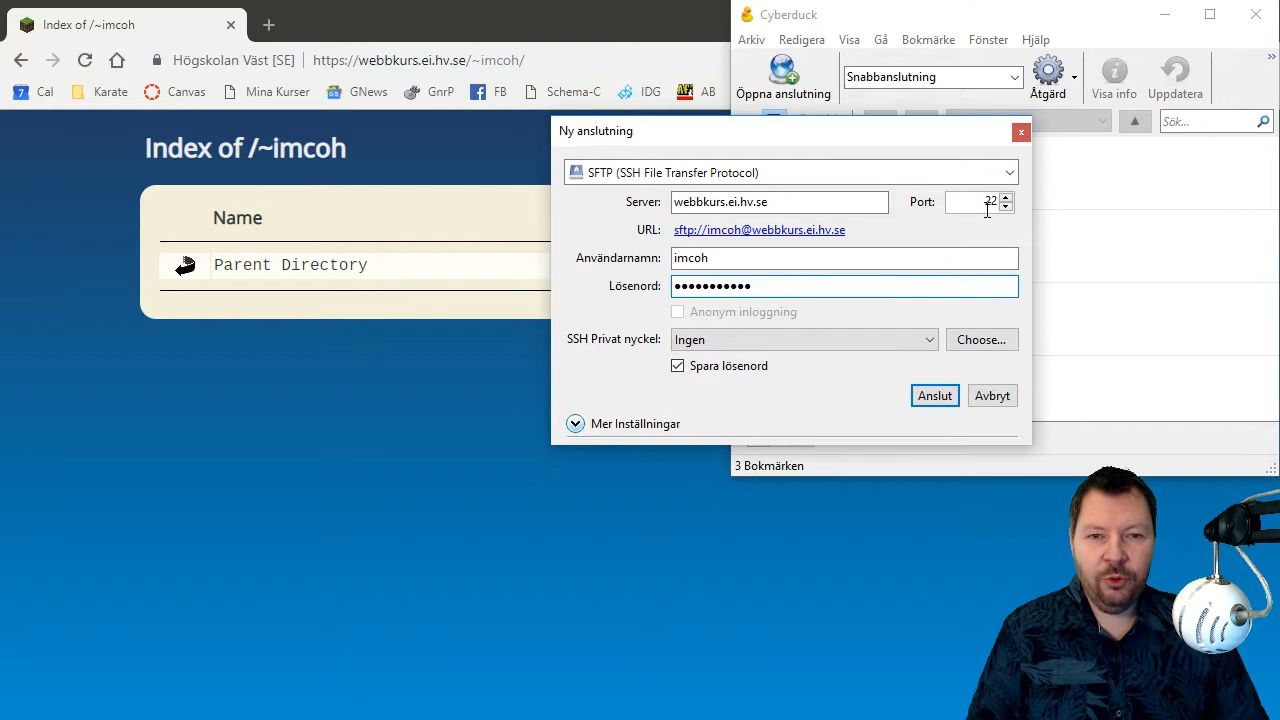 Index of /~imcoh
Högskolan Väst [SE]
https://webbkurs.ei.hv.se/~imcoh/
7 Cal
Karate
Canvas
Mina Kurser
GNews
GnrP
FB
Schema-C
IDG
AB
Index of /~imcoh
Name
Parent Directory
Cyberduck
Arkiv Redigera Visa Gå Bokmärke Fönster Hjälp
Öppna anslutning
Snabbanslutning
Åtgärd
Visa info
Uppdatera
Sök...
Ny anslutning
SFTP (SSH File Transfer Protocol)
Server: webbkurs.ei.hv.se Port: 22
URL: sftp://imcoh@webbkurs.ei.hv.se
Användarnamn: imcoh
Lösenord: •••••••••••
Anonym inloggning
SSH Privat nyckel: Ingen Choose...
Spara lösenord
Anslut Avbryt
Mer Inställningar
3 Bokmärken